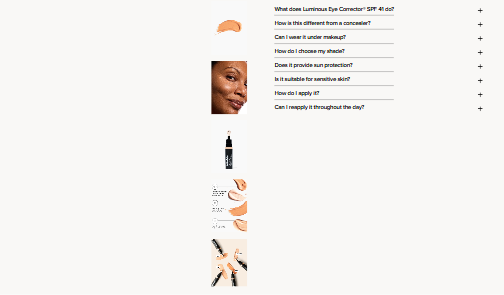 What does Luminous Eye Corrector® SPF 41 do?
How is this different from a concealer?
Can I wear it under makeup?
How do I choose my shade?
Does it provide sun protection?
Is it suitable for sensitive skin?
How do I apply it?
Can I reapply it throughout the day?